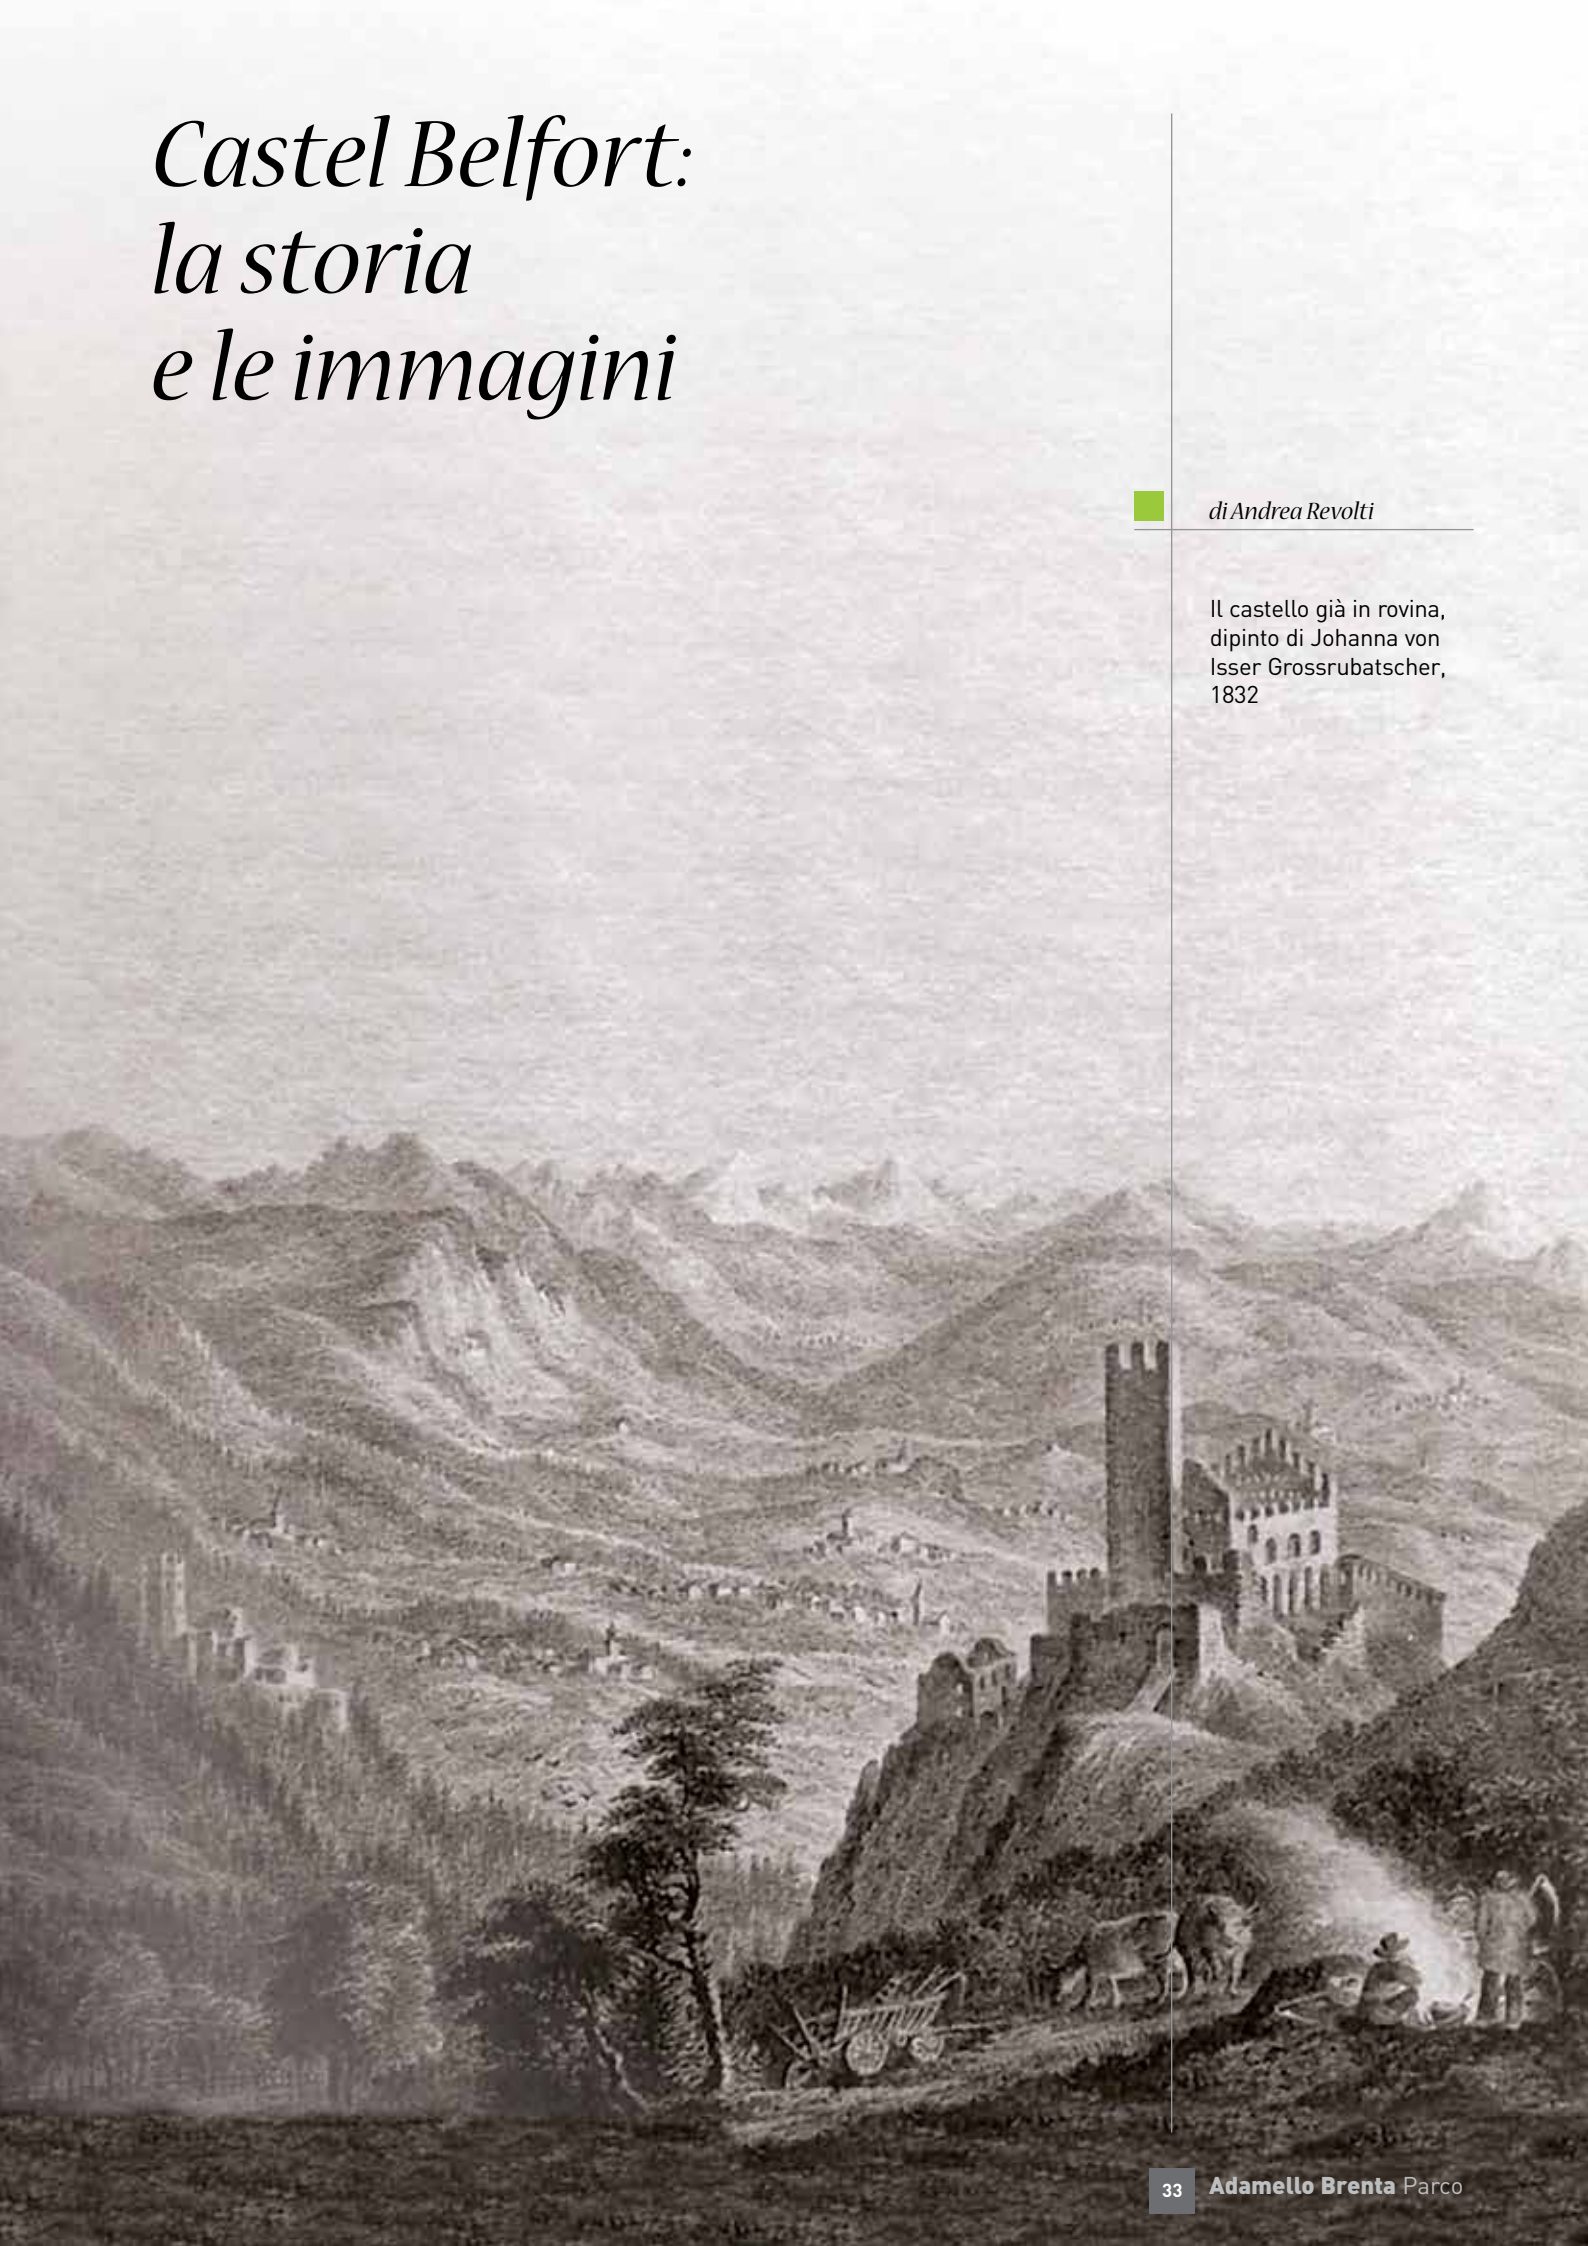 Castel Belfort:
la storia
e le immagini
di Andrea Revolti
Il castello già in rovina,
dipinto di Johanna von
Isser Grossrubatscher,
1832
33 Adamello Brenta Parco